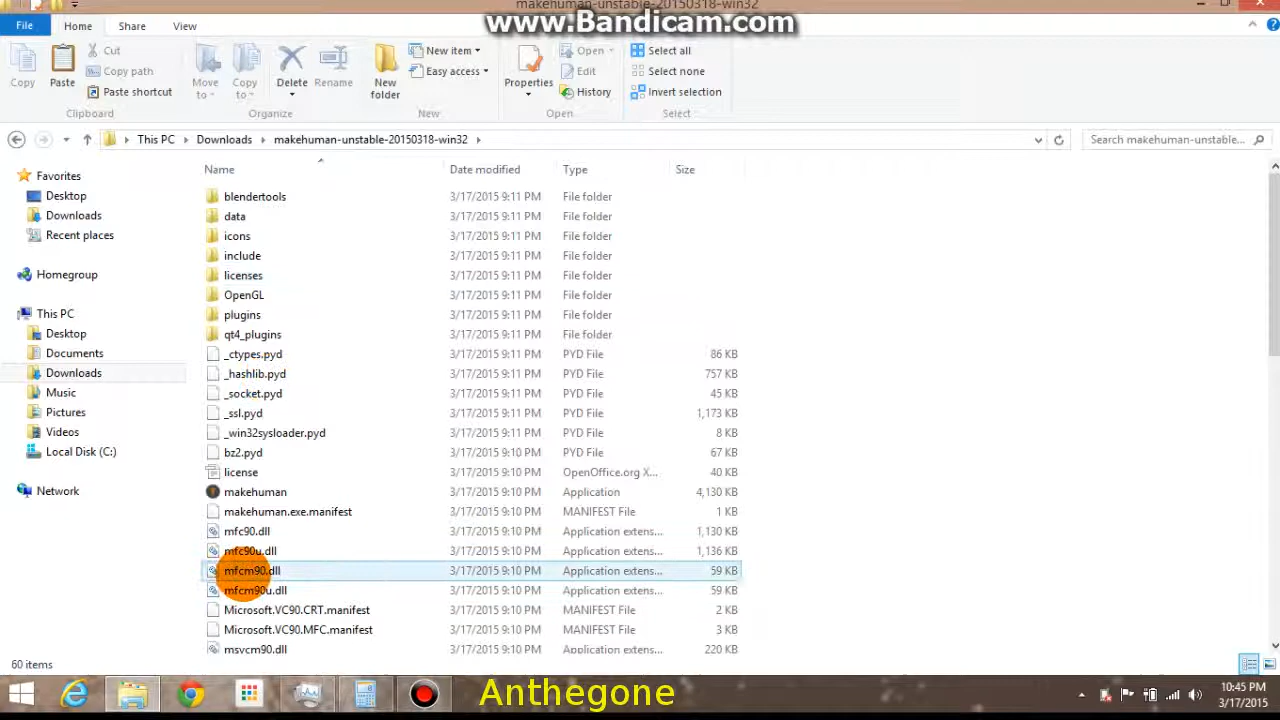 makehuman-unstable-20150318-win32
www.Bandicam.com
File Home Share View
Copy Paste Cut Copy path Paste shortcut Clipboard
Move to Copy to Delete Rename Organize
New folder New item Easy access New
Properties Open Edit History Open
Select all Select none Invert selection Select
This PC Downloads makehuman-unstable-20150318-win32 Search makehuman-unstable...
Name Date modified Type Size
Favorites
Desktop
Downloads
Recent places
Homegroup
This PC
Desktop
Documents
Downloads
Music
Pictures
Videos
Local Disk (C:)
Network
blendertools 3/17/2015 9:11 PM File folder
data 3/17/2015 9:11 PM File folder
icons 3/17/2015 9:11 PM File folder
include 3/17/2015 9:11 PM File folder
licenses 3/17/2015 9:11 PM File folder
OpenGL 3/17/2015 9:11 PM File folder
plugins 3/17/2015 9:11 PM File folder
qt4_plugins 3/17/2015 9:11 PM File folder
_ctypes.pyd 3/17/2015 9:11 PM PYD File 86 KB
_hashlib.pyd 3/17/2015 9:11 PM PYD File 757 KB
_socket.pyd 3/17/2015 9:11 PM PYD File 45 KB
_ssl.pyd 3/17/2015 9:11 PM PYD File 1,173 KB
_win32sysloader.pyd 3/17/2015 9:11 PM PYD File 8 KB
bz2.pyd 3/17/2015 9:10 PM PYD File 67 KB
license 3/17/2015 9:10 PM OpenOffice.org X... 40 KB
makehuman 3/17/2015 9:10 PM Application 4,130 KB
makehuman.exe.manifest 3/17/2015 9:10 PM MANIFEST File 1 KB
mfc90.dll 3/17/2015 9:10 PM Application extens... 1,130 KB
mfc90u.dll 3/17/2015 9:10 PM Application extens... 1,136 KB
mfcm90.dll 3/17/2015 9:10 PM Application extens... 59 KB
mfcm90u.dll 3/17/2015 9:10 PM Application extens... 59 KB
Microsoft.VC90.CRT.manifest 3/17/2015 9:10 PM MANIFEST File 2 KB
Microsoft.VC90.MFC.manifest 3/17/2015 9:10 PM MANIFEST File 3 KB
msvcm90.dll 3/17/2015 9:10 PM Application extens... 220 KB
60 items
Anthegone
10:45 PM
3/17/2015